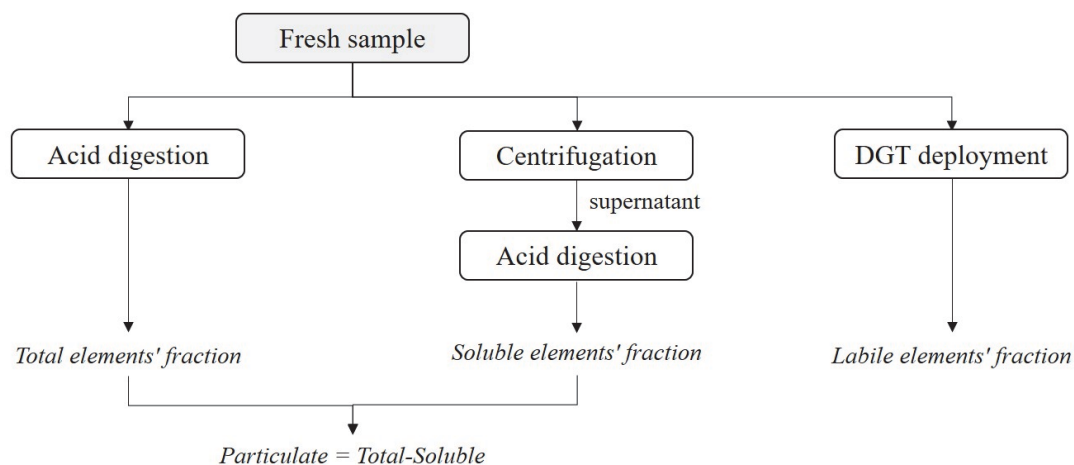 Fresh sample
Acid digestion
Centrifugation
DGT deployment
supernatant
Acid digestion
Total elements' fraction
Soluble elements' fraction
Labile elements' fraction
Particulate = Total-Soluble